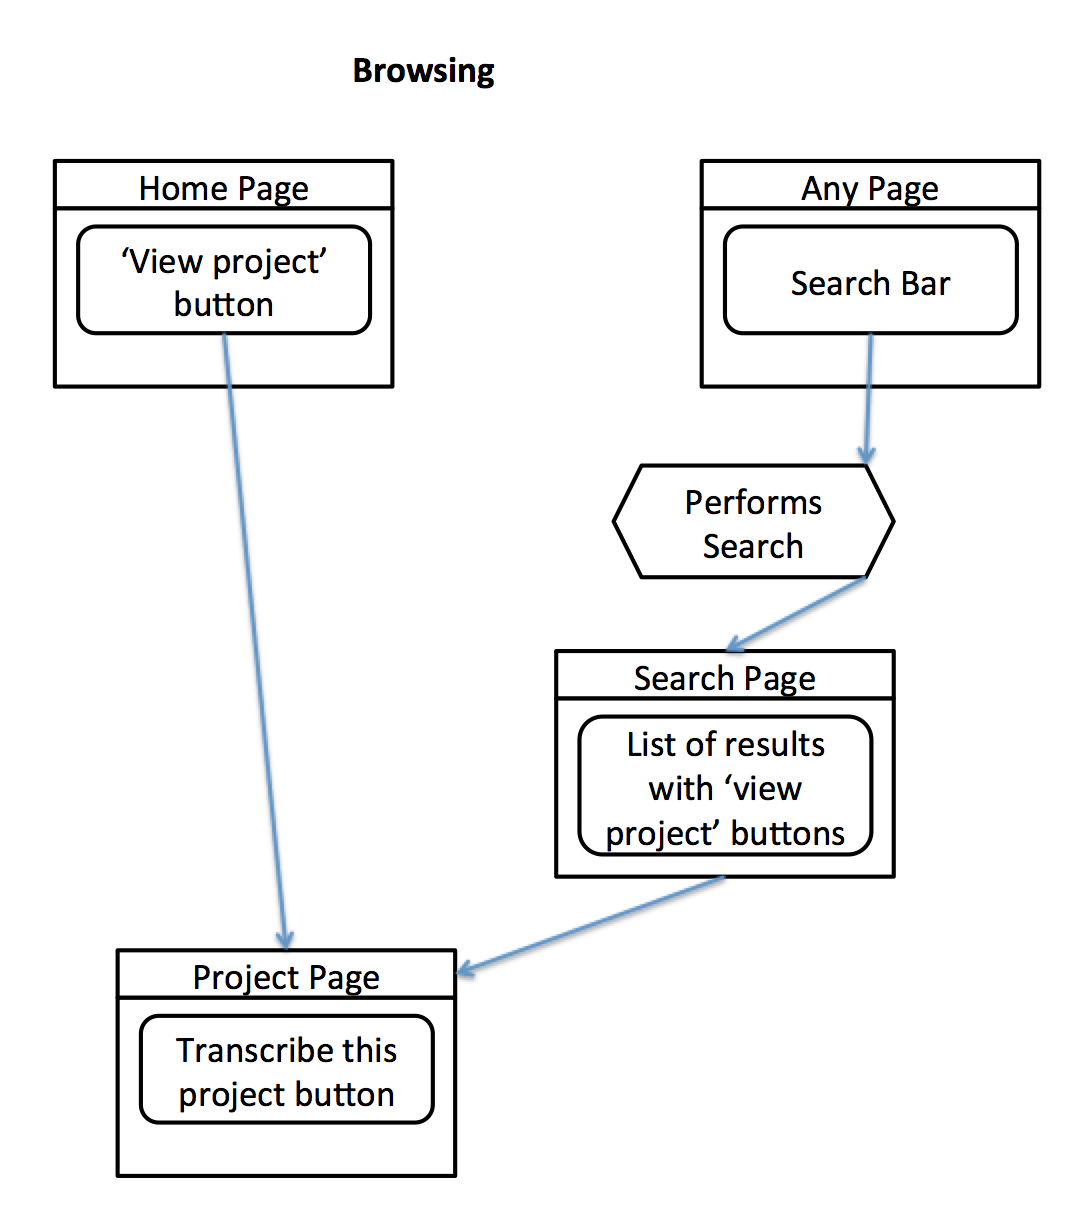 Browsing
Home Page
‘View project’
button
Any Page
Search Bar
Performs
Search
Search Page
List of results
with ‘view
project’ buttons
Project Page
Transcribe this
project button